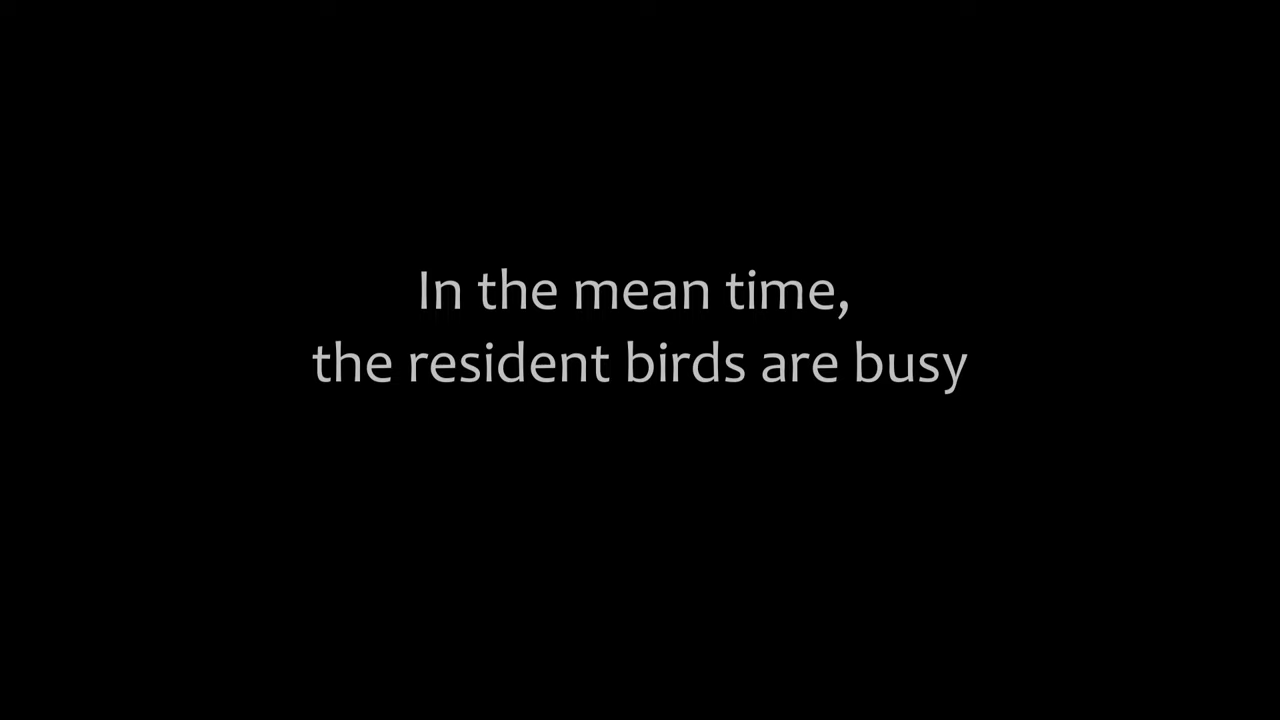 In the mean time,
the resident birds are busy